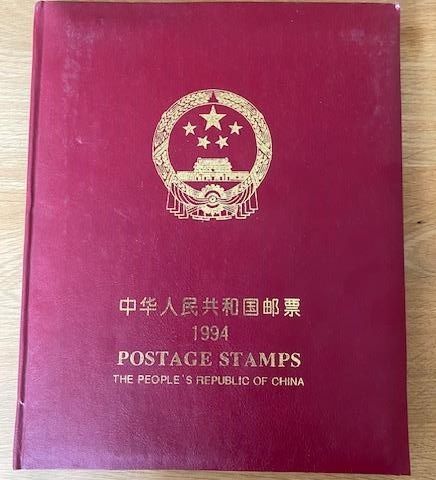 中华人民共和国邮票
1994
POSTAGE STAMPS
THE PEOPLE'S REPUBLIC OF CHINA